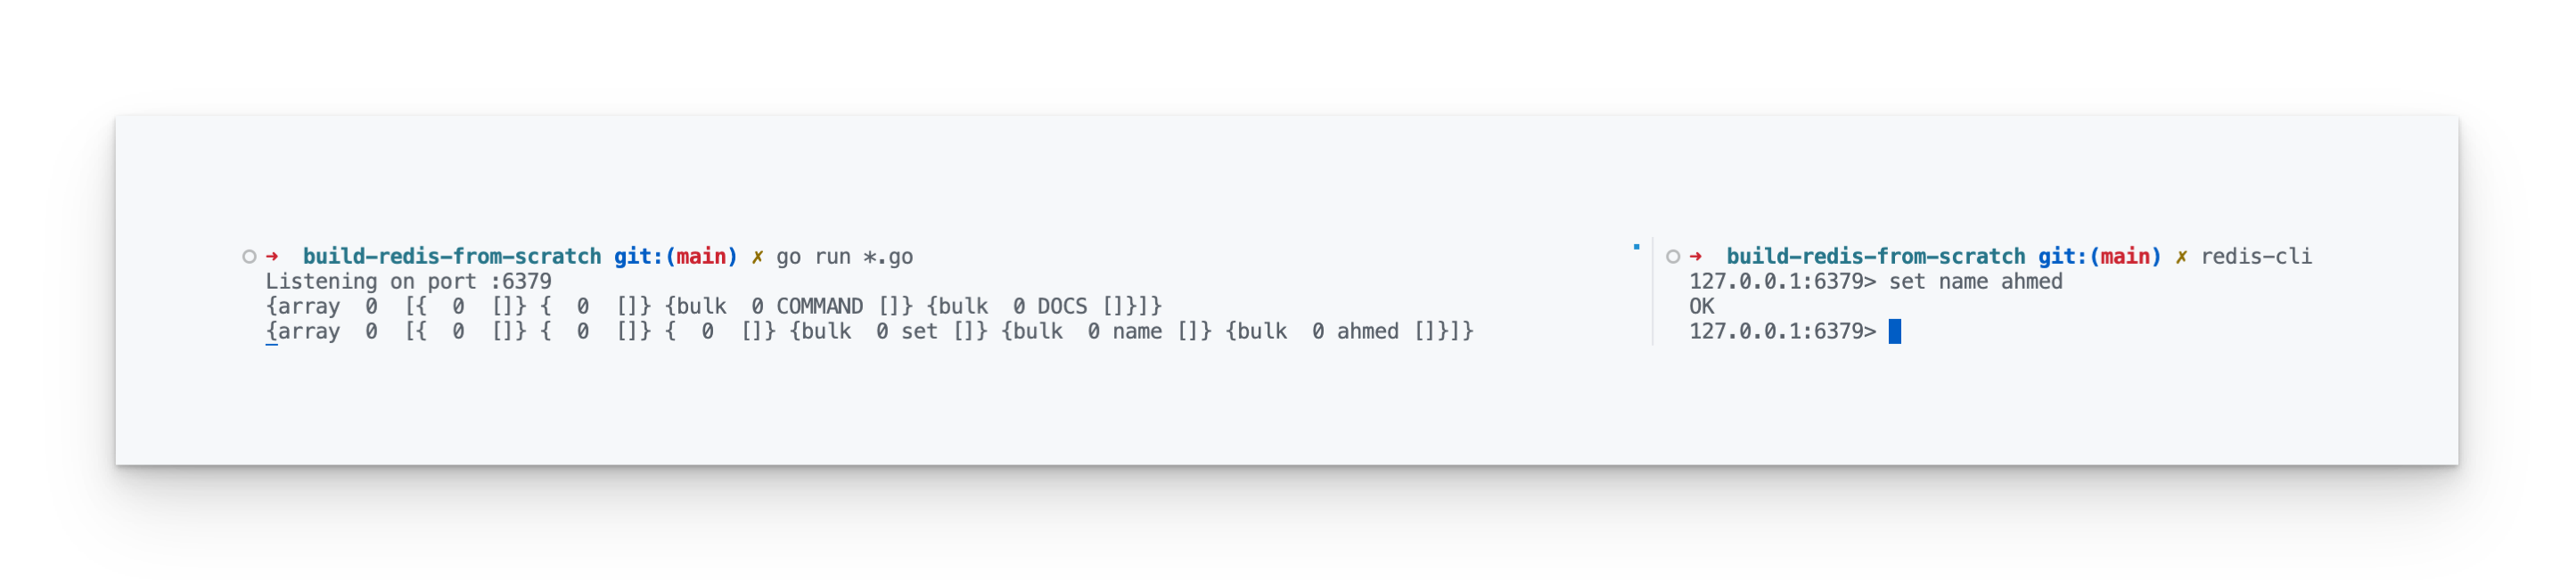 ➜  build-redis-from-scratch git:(main) ✗ go run *.go
Listening on port :6379
{array  0  [{  0  []} {  0  []} {bulk  0 COMMAND []} {bulk  0 DOCS []}]}
{array  0  [{  0  []} {  0  []} {  0  []} {bulk  0 set []} {bulk  0 name []} {bulk  0 ahmed []}]}
➜  build-redis-from-scratch git:(main) ✗ redis-cli
127.0.0.1:6379> set name ahmed
OK
127.0.0.1:6379>